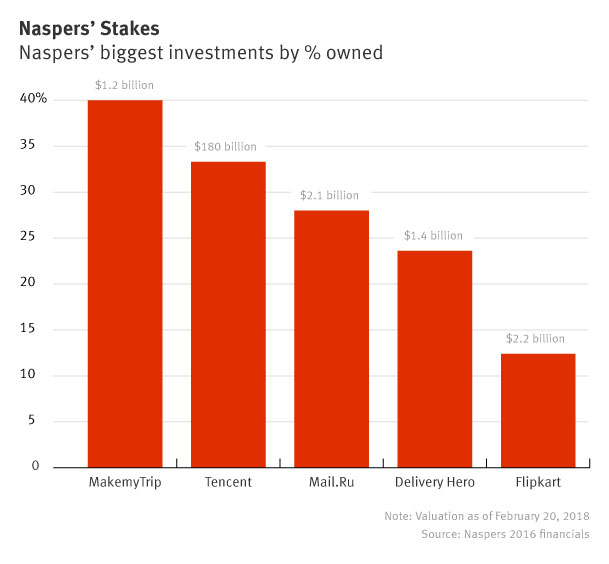 Naspers’ Stakes
Naspers’ biggest investments by % owned
$1.2 billion
40%
$180 billion
35
$2.1 billion
30
$1.4 billion
25
20
15
$2.2 billion
10
5
0
MakemyTrip Tencent Mail.Ru Delivery Hero Flipkart
Note: Valuation as of February 20, 2018
Source: Naspers 2016 financials